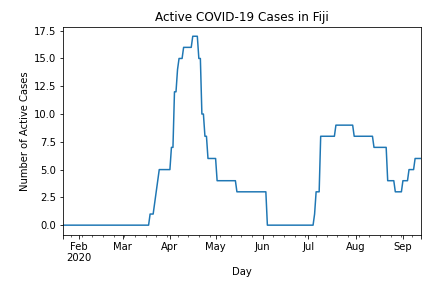 Active COVID-19 Cases in Fiji
17.5
15.0
12.5
10.0
7.5
5.0
2.5
0.0
Number of Active Cases
Feb Mar Apr May Jun Jul Aug Sep
2020
Day